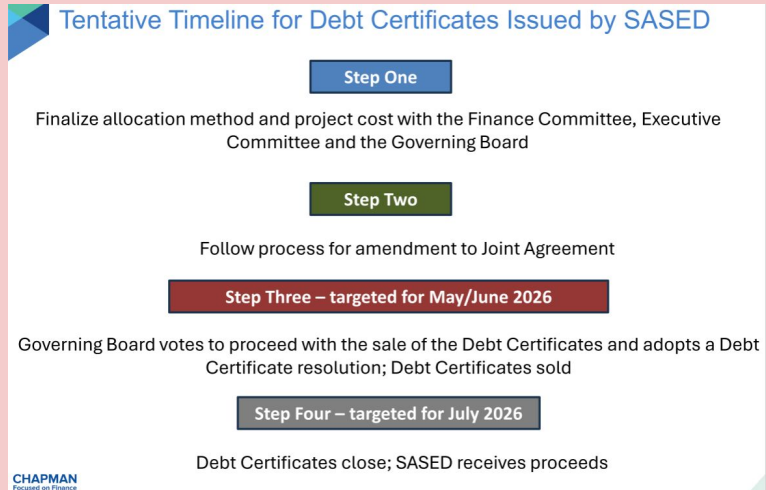 Tentative Timeline for Debt Certificates Issued by SASED
Step One
Finalize allocation method and project cost with the Finance Committee, Executive
Committee and the Governing Board
Step Two
Follow process for amendment to Joint Agreement
Step Three – targeted for May/June 2026
Governing Board votes to proceed with the sale of the Debt Certificates and adopts a Debt
Certificate resolution; Debt Certificates sold
Step Four – targeted for July 2026
Debt Certificates close; SASED receives proceeds
CHAPMAN
Focused on Finance